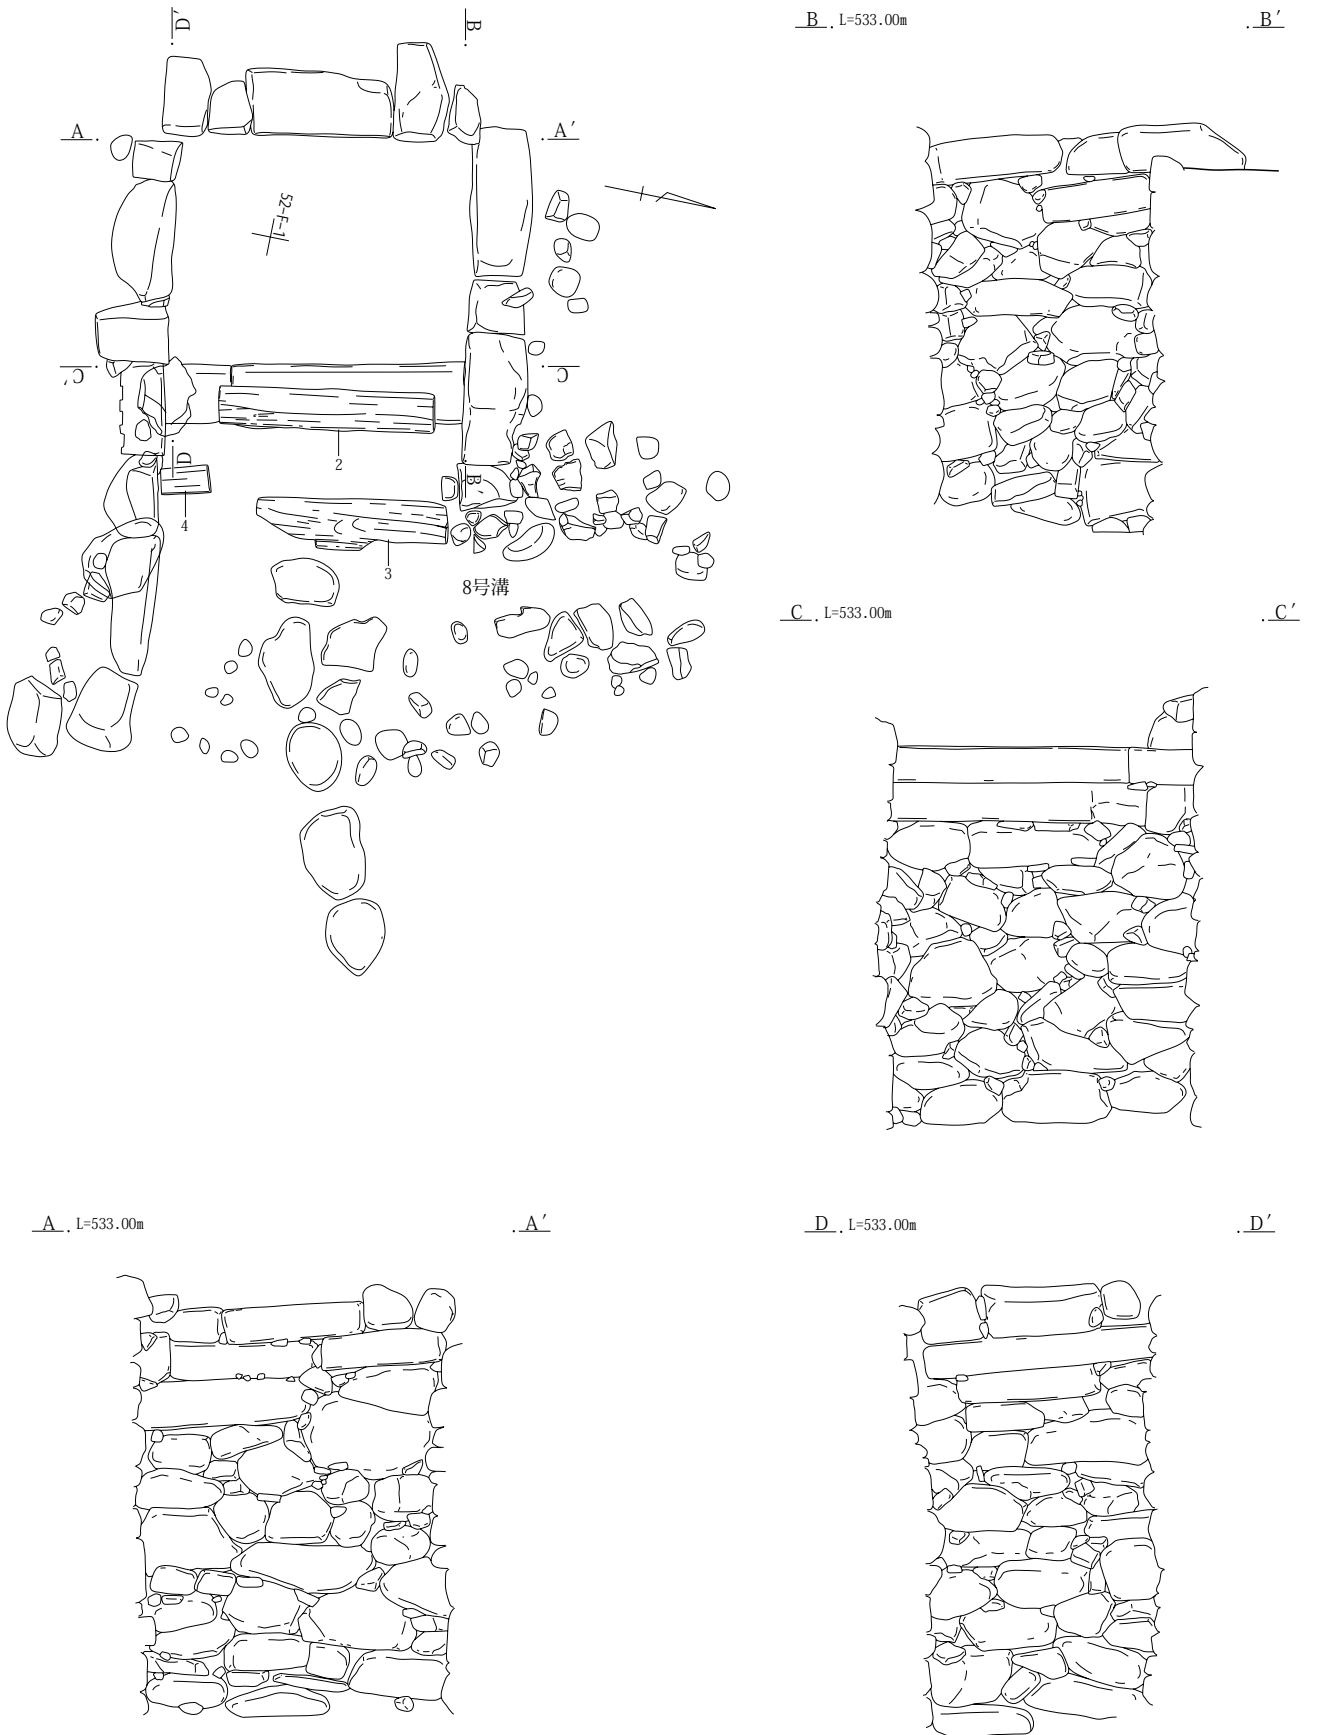 D′
B
A
A′
52-F-1
C′
C
D
B
2
4
3
8号溝
B L=533.00m B′
C L=533.00m C′
A L=533.00m A′
D L=533.00m D′